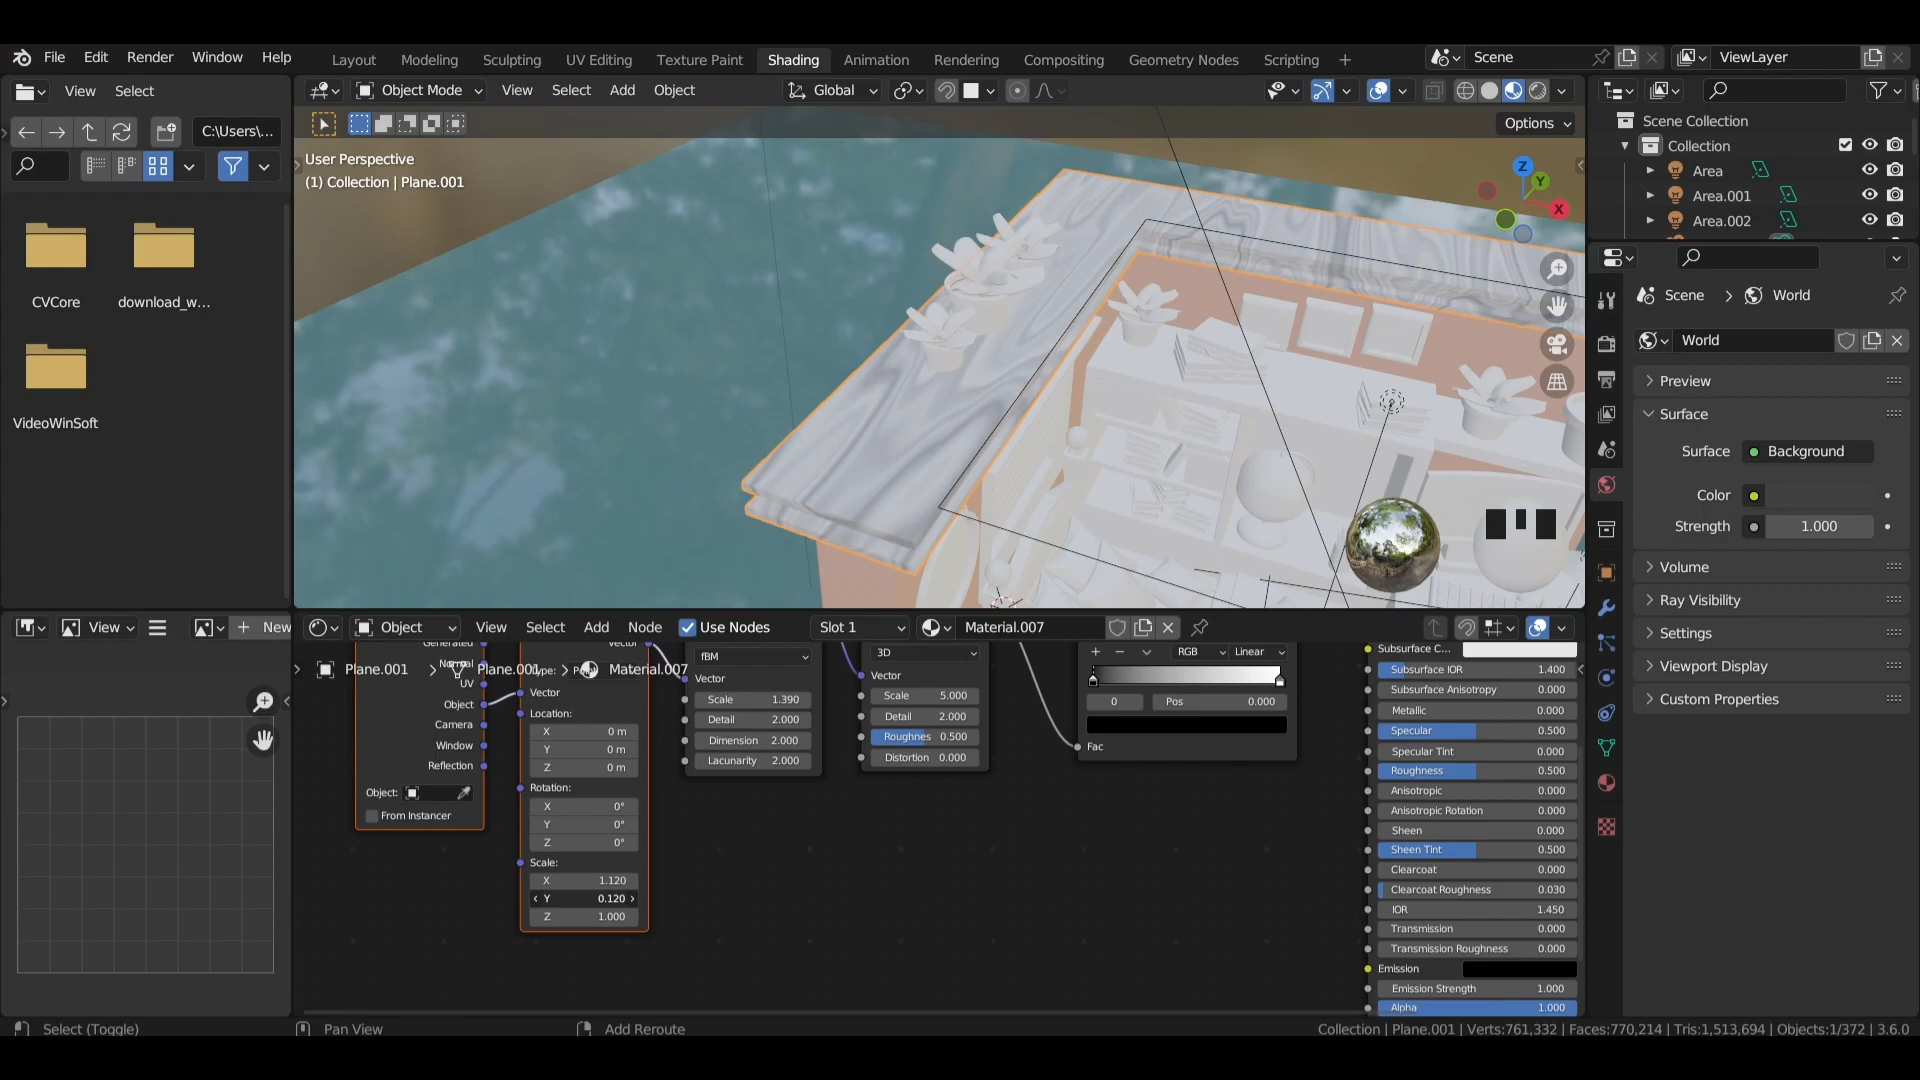 File Edit Render Window Help Layout Modeling Sculpting UV Editing Texture Paint Shading Animation Rendering Compositing Geometry Nodes Scripting + Scene ViewLayer
View Select
C:\Users\...
CVCore download_w...
VideoWinSoft
Object Mode View Select Add Object Global
Options
User Perspective
(1) Collection | Plane.001
Z
Y
X
Scene Collection
Collection
Area
Area.001
Area.002
Scene > World
World
Preview
Surface
Surface Background
Color
Strength 1.000
Volume
Ray Visibility
Settings
Viewport Display
Custom Properties
View + New
Object View Select Add Node Use Nodes Slot 1 Material.007
Plane.001 > Plane.001 > Material.007
Generated
Normal
UV
Object
Camera
Window
Reflection
Object:
From Instancer
Vector
Type:
Vector
Location:
X 0 m
Y 0 m
Z 0 m
Rotation:
X 0°
Y 0°
Z 0°
Scale:
X 1.120
Y 0.120
Z 1.000
fBM
Vector
Scale 1.390
Detail 2.000
Dimension 2.000
Lacunarity 2.000
3D
Vector
Scale 5.000
Detail 2.000
Roughnes 0.500
Distortion 0.000
+ − RGB Linear
0 Pos 0.000
Fac
Subsurface C...
Subsurface IOR 1.400
Subsurface Anisotropy 0.000
Metallic 0.000
Specular 0.500
Specular Tint 0.000
Roughness 0.500
Anisotropic 0.000
Anisotropic Rotation 0.000
Sheen 0.000
Sheen Tint 0.500
Clearcoat 0.000
Clearcoat Roughness 0.030
IOR 1.450
Transmission 0.000
Transmission Roughness 0.000
Emission
Emission Strength 1.000
Alpha 1.000
Select (Toggle) Pan View Add Reroute Collection | Plane.001 | Verts:761,332 | Faces:770,214 | Tris:1,513,694 | Objects:1/372 | 3.6.0